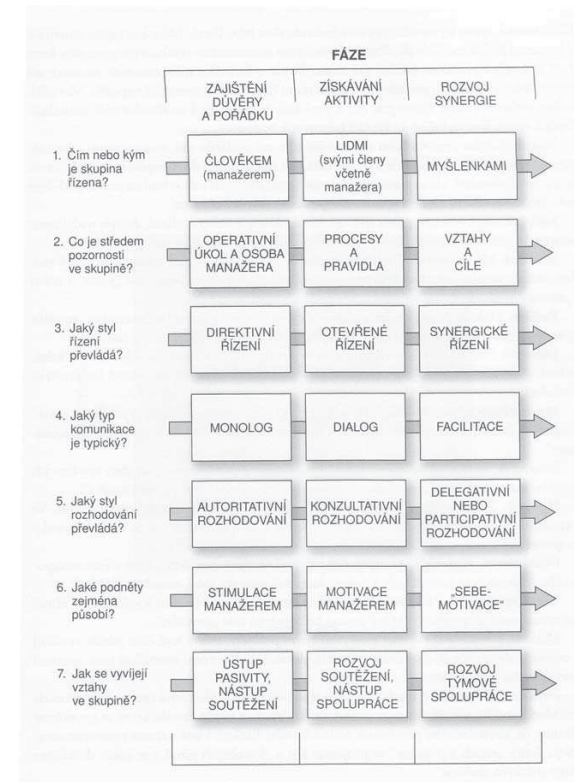 FÁZE
ZAJIŠTĚNÍ
DŮVĚRY
A POŘÁDKU
ZÍSKÁVÁNÍ
AKTIVITY
ROZVOJ
SYNERGIE
1. Čím nebo kým
je skupina
řízena?
ČLOVĚKEM
(manažerem)
LIDMI
(svými členy
včetně
manažera)
MYŠLENKAMI
2. Co je středem
pozornosti
ve skupině?
OPERATIVNÍ
ÚKOL A OSOBA
MANAŽERA
PROCESY
A
PRAVIDLA
VZTAHY
A
CÍLE
3. Jaký styl
řízení
převládá?
DIREKTIVNÍ
ŘÍZENÍ
OTEVŘENÉ
ŘÍZENÍ
SYNERGICKÉ
ŘÍZENÍ
4. Jaký typ
komunikace
je typický?
MONOLOG
DIALOG
FACILITACE
5. Jaký styl
rozhodování
převládá?
AUTORITATIVNÍ
ROZHODOVÁNÍ
KONZULTATIVNÍ
ROZHODOVÁNÍ
DELEGATIVNÍ
NEBO
PARTICIPATIVNÍ
ROZHODOVÁNÍ
6. Jaké podněty
zejména
působí?
STIMULACE
MANAŽEREM
MOTIVACE
MANAŽEREM
„SEBE-
MOTIVACE“
7. Jak se vyvíjejí
vztahy
ve skupině?
ÚSTUP
PASIVITY,
NÁSTUP
SOUTĚŽENÍ
ROZVOJ
SOUTĚŽENÍ,
NÁSTUP
SPOLUPRÁCE
ROZVOJ
TÝMOVÉ
SPOLUPRÁCE